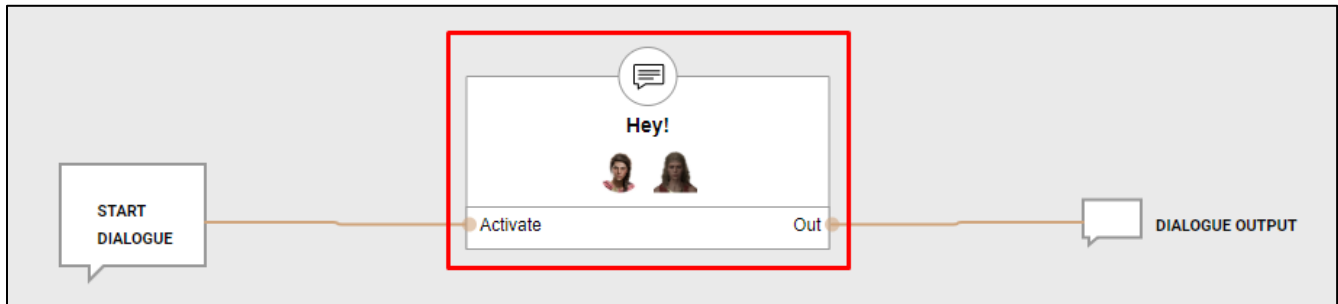 Hey!
START
DIALOGUE
Activate
Out
DIALOGUE OUTPUT